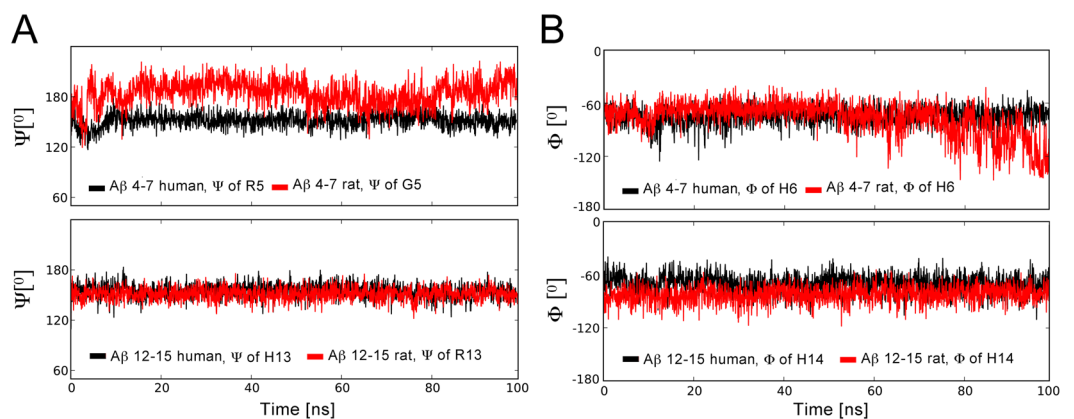 A
Ψ[⁰]
180
120
60
Aβ 4-7 human, Ψ of R5 Aβ 4-7 rat, Ψ of G5
Ψ[⁰]
180
120
60
Aβ 12-15 human, Ψ of H13 Aβ 12-15 rat, Ψ of R13
0 20 40 60 80 100
Time [ns]
B
Φ [⁰]
0
-60
-120
-180
Aβ 4-7 human, Φ of H6 Aβ 4-7 rat, Φ of H6
Φ [⁰]
0
-60
-120
-180
Aβ 12-15 human, Φ of H14 Aβ 12-15 rat, Φ of H14
0 20 40 60 80 100
Time [ns]